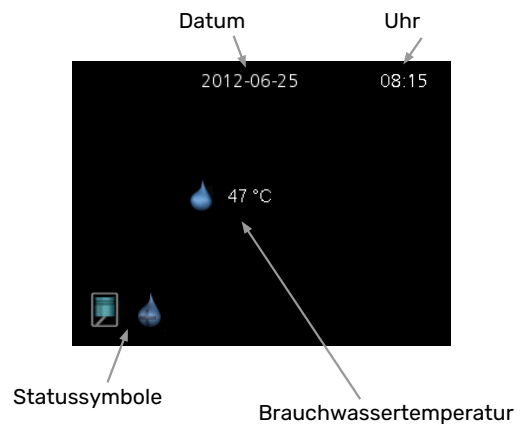 Datum Uhr
2012-06-25 08:15
47 °C
Statussymbole
Brauchwassertemperatur